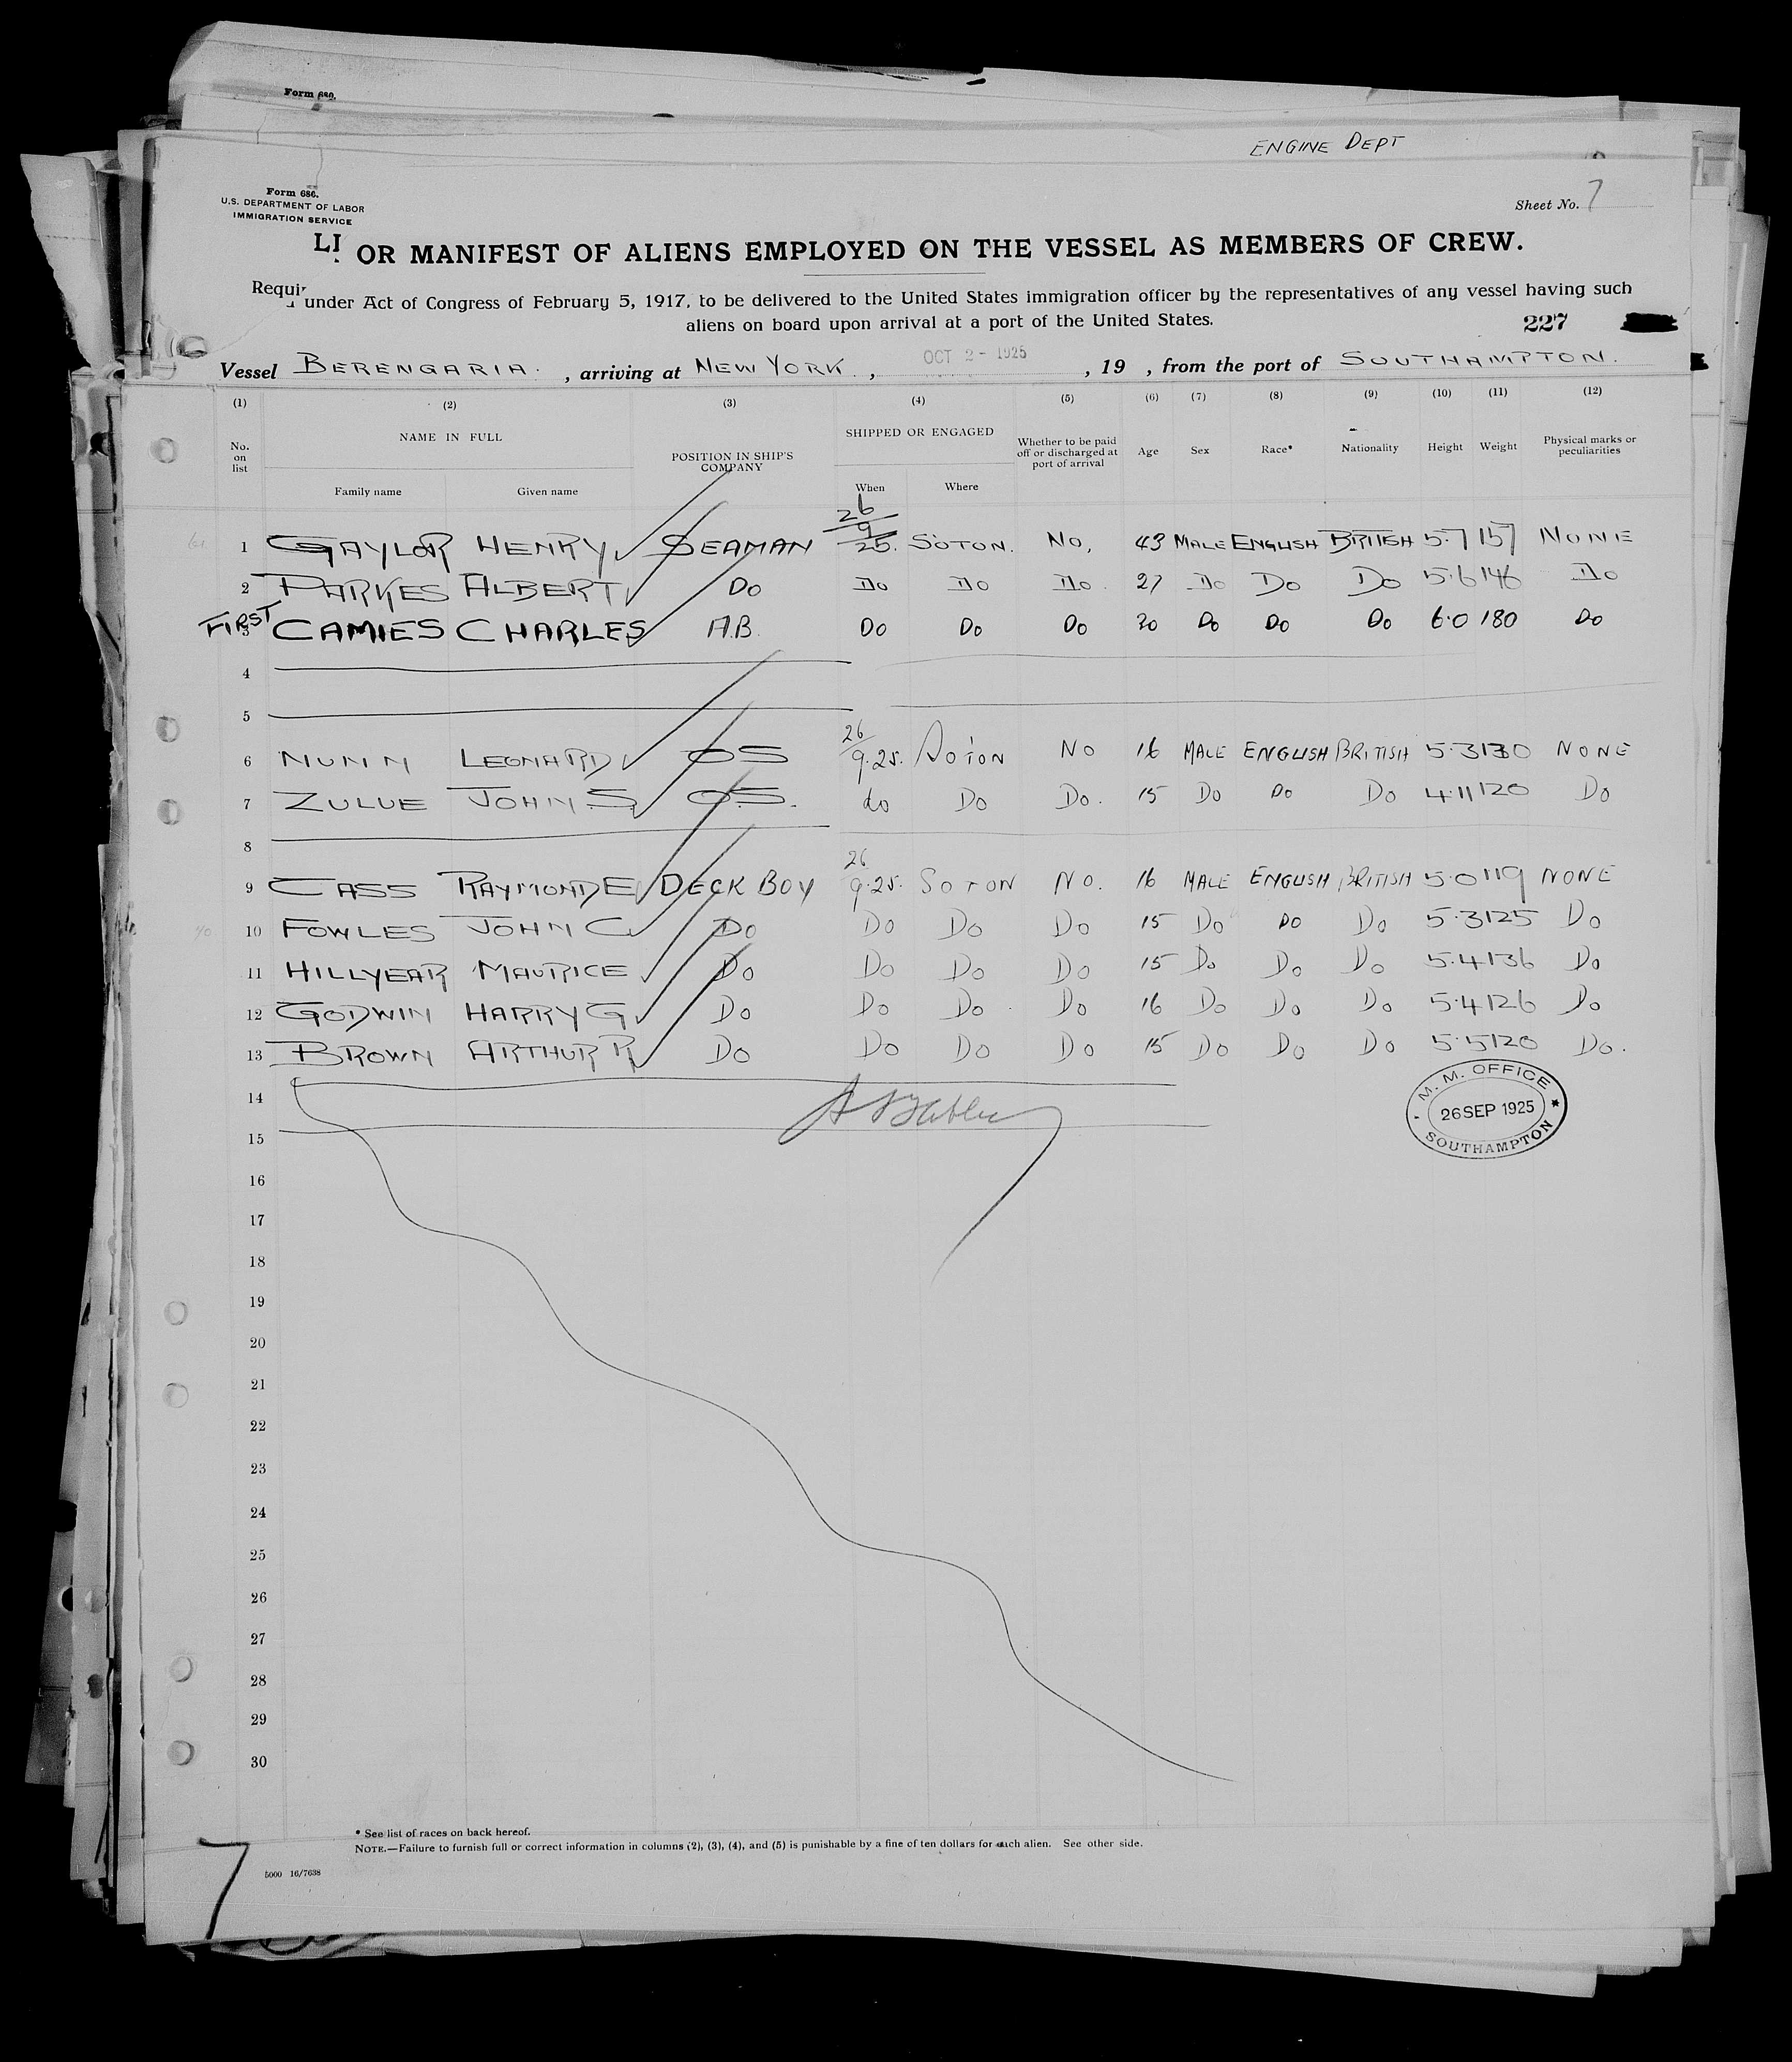 Form 680.
ENGINE DEPT
Form 680.
U.S. DEPARTMENT OF LABOR
IMMIGRATION SERVICE
Sheet No. 7
LI OR MANIFEST OF ALIENS EMPLOYED ON THE VESSEL AS MEMBERS OF CREW.
Requir under Act of Congress of February 5, 1917, to be delivered to the United States immigration officer by the representatives of any vessel having such
aliens on board upon arrival at a port of the United States.
227
Vessel BERENGARIA. , arriving at NEW YORK , OCT 2 - 1925 , 19 , from the port of SOUTHAMPTON.
(1) (2) (3) (4) (5) (6) (7) (8) (9) (10) (11) (12)
No. on list NAME IN FULL POSITION IN SHIP'S COMPANY SHIPPED OR ENGAGED Whether to be paid off or discharged at port of arrival Age Sex Race* Nationality Height Weight Physical marks or peculiarities
Family name Given name When Where
1 GAYLOR HENRY SEAMAN 26/9/25. SOTON. NO, 43 MALE ENGLISH BRITISH 5.7 157 NONE
2 PARKES ALBERT DO DO DO DO. 27 DO DO DO 5.6 146 DO
FIRST 3 CAMIES CHARLES A.B. DO DO DO DO DO DO 6.0 180 DO
4
5
6 NUNN LEONARD OS 26/9.25. SOTON NO 16 MALE ENGLISH BRITISH 5.3 130 NONE
7 ZULUE JOHN S OS. do DO DO. 15 DO DO DO 4.11 120 DO
8
9 CASS RAYMOND E DECK BOY 26/9.25. SOTON NO. 16 MALE ENGLISH BRITISH 5.0 119 NONE
10 FOWLES JOHN C DO DO DO DO 15 DO DO DO 5.3 125 DO
11 HILLYEAR MAURICE DO DO DO DO 15 DO DO DO 5.4 136 DO
12 GODWIN HARRY G DO DO DO DO 16 DO DO DO 5.4 126 DO
13 BROWN ARTHUR R DO DO DO DO 15 DO DO DO 5.5 120 DO.
14
15
M. M. OFFICE
26 SEP 1925
SOUTHAMPTON
16
17
18
19
20
21
22
23
24
25
26
27
28
29
30
* See list of races on back hereof.
NOTE.—Failure to furnish full or correct information in columns (2), (3), (4), and (5) is punishable by a fine of ten dollars for each alien. See other side.
5000 16/7638
7